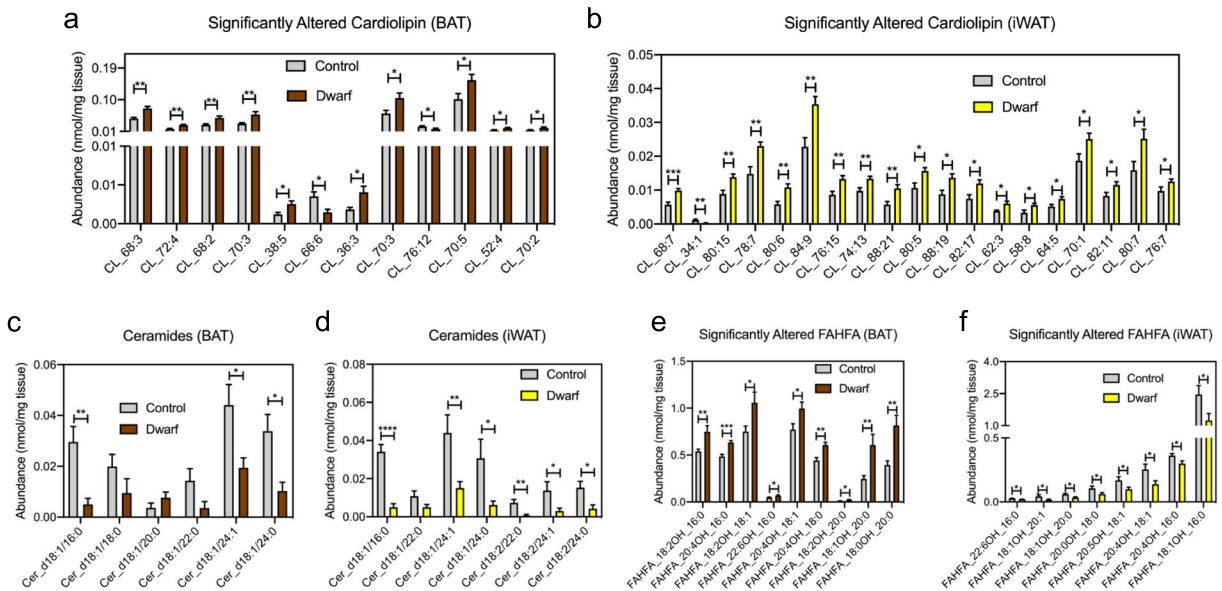 a
Significantly Altered Cardiolipin (BAT)
Abundance (nmol/mg tissue)
0.19
0.10
0.01
0.01
0.01
0.00
Control
Dwarf
**
**
**
**
*
*
*
*
*
*
*
*
CL_68:3
CL_72:4
CL_68:2
CL_70:3
CL_38:5
CL_66:6
CL_36:3
CL_70:3
CL_76:12
CL_70:5
CL_52:4
CL_70:2
b
Significantly Altered Cardiolipin (iWAT)
Abundance (nmol/mg tissue)
0.05
0.04
0.03
0.02
0.01
0.00
Control
Dwarf
***
**
**
**
**
**
**
**
**
*
*
*
*
*
*
*
*
*
*
CL_68:7
CL_34:1
CL_80:15
CL_78:7
CL_80:6
CL_84:9
CL_76:15
CL_74:13
CL_88:21
CL_80:5
CL_88:19
CL_82:17
CL_62:3
CL_58:8
CL_64:5
CL_70:1
CL_82:11
CL_80:7
CL_76:7
c
Ceramides (BAT)
Abundance (nmol/mg tissue)
0.06
0.04
0.02
0.00
Control
Dwarf
**
*
*
Cer_d18:1/16:0
Cer_d18:1/18:0
Cer_d18:1/20:0
Cer_d18:1/22:0
Cer_d18:1/24:1
Cer_d18:1/24:0
d
Ceramides (iWAT)
Abundance (nmol/mg tissue)
0.08
0.06
0.04
0.02
0.00
Control
Dwarf
****
**
*
**
*
*
Cer_d18:1/16:0
Cer_d18:1/22:0
Cer_d18:1/24:1
Cer_d18:1/24:0
Cer_d18:2/22:0
Cer_d18:2/24:1
Cer_d18:2/24:0
e
Significantly Altered FAHFA (BAT)
Abundance (nmol/mg tissue)
1.5
1.0
0.5
0.0
Control
Dwarf
**
***
*
*
*
**
*
**
**
FAHFA_18:2OH_16:0
FAHFA_20:4OH_16:0
FAHFA_18:2OH_18:1
FAHFA_22:6OH_16:0
FAHFA_20:4OH_18:1
FAHFA_20:4OH_18:0
FAHFA_18:2OH_20:0
FAHFA_18:1OH_20:0
FAHFA_18:0OH_20:0
f
Significantly Altered FAHFA (iWAT)
Abundance (nmol/mg tissue)
4.0
2.5
1.0
0.5
0.0
Control
Dwarf
*
*
*
*
*
*
*
*
FAHFA_22:6OH_16:0
FAHFA_18:1OH_20:1
FAHFA_18:1OH_20:0
FAHFA_20:0OH_18:0
FAHFA_20:5OH_18:1
FAHFA_20:4OH_18:1
FAHFA_20:4OH_16:0
FAHFA_18:1OH_16:0